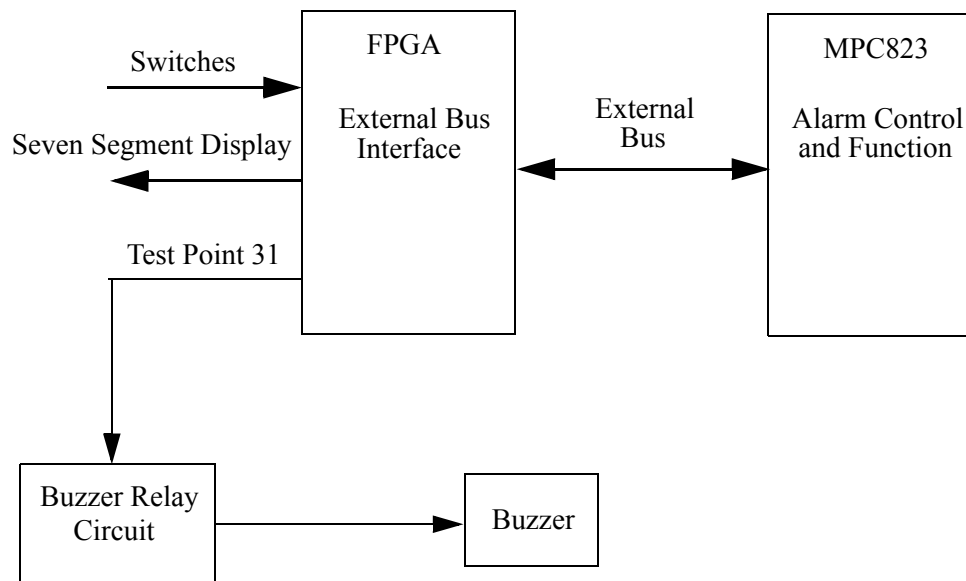 FPGA
MPC823
Switches
External Bus
Interface
External
Bus
Alarm Control
and Function
Seven Segment Display
Test Point 31
Buzzer Relay
Circuit
Buzzer